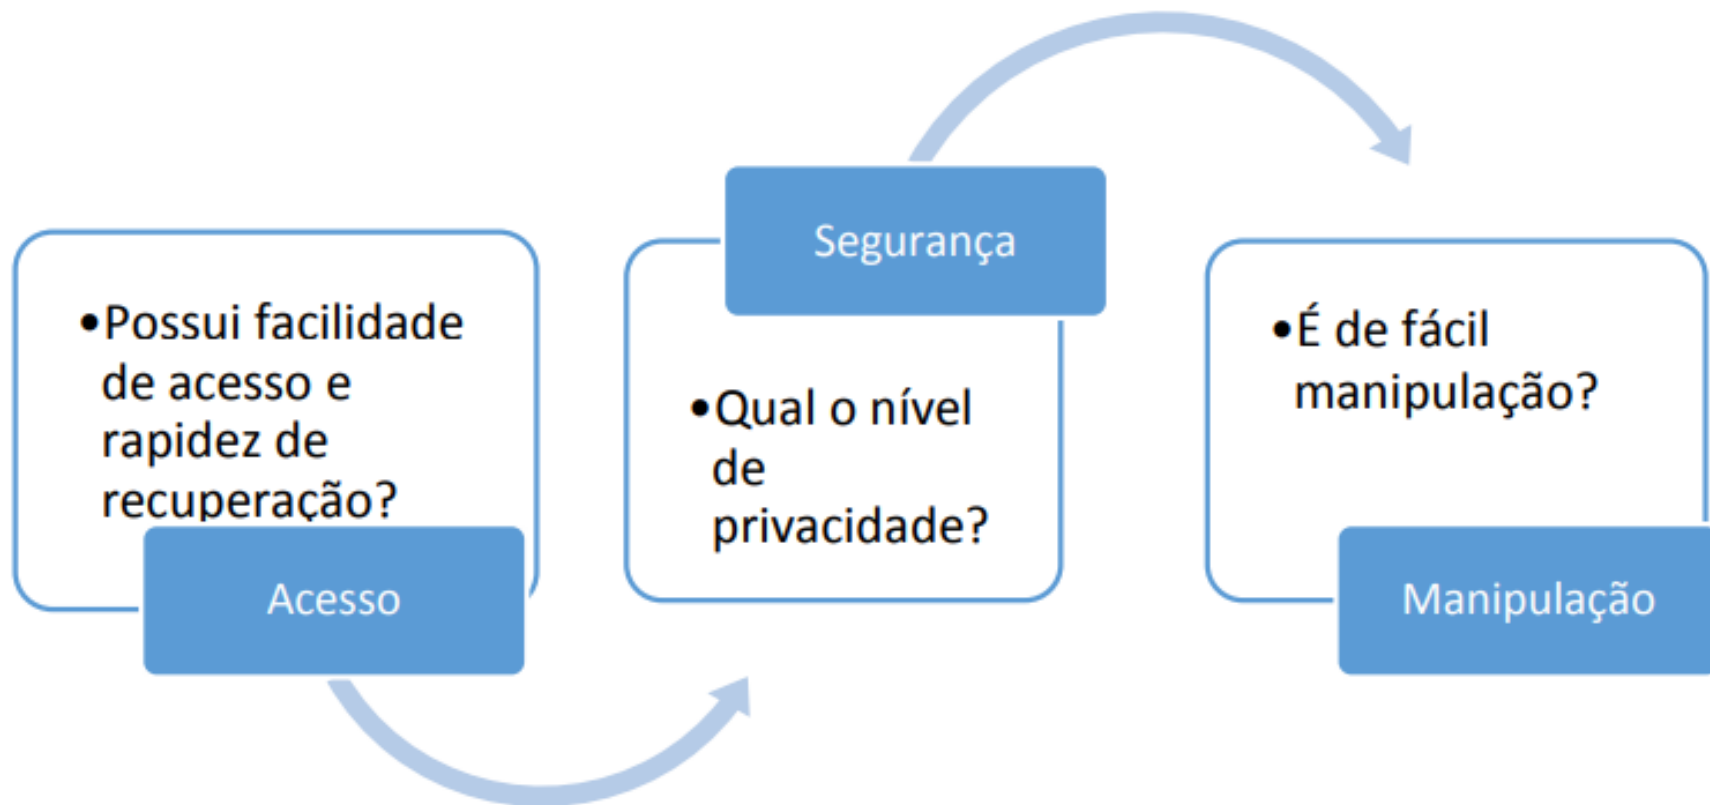 •Possui facilidade
de acesso e
rapidez de
recuperação?
Acesso
Segurança
•Qual o nível
de
privacidade?
•É de fácil
manipulação?
Manipulação